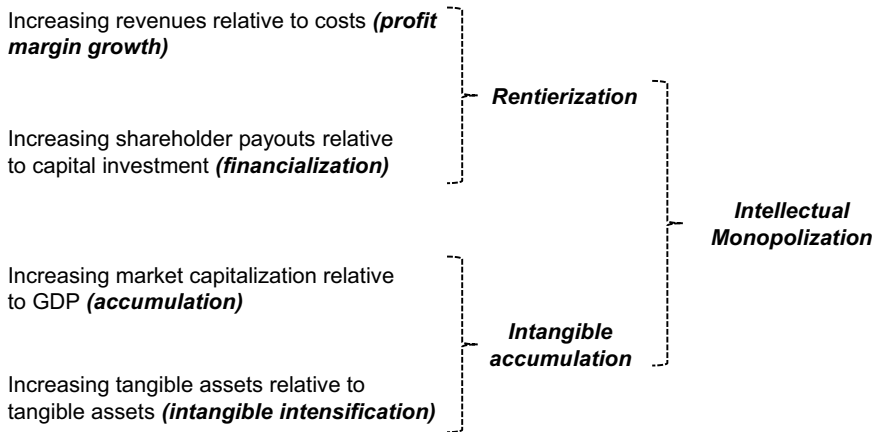 Increasing revenues relative to costs (profit
margin growth)
Rentierization
Increasing shareholder payouts relative
to capital investment (financialization)
Intellectual
Monopolization
Increasing market capitalization relative
to GDP (accumulation)
Intangible
accumulation
Increasing tangible assets relative to
tangible assets (intangible intensification)